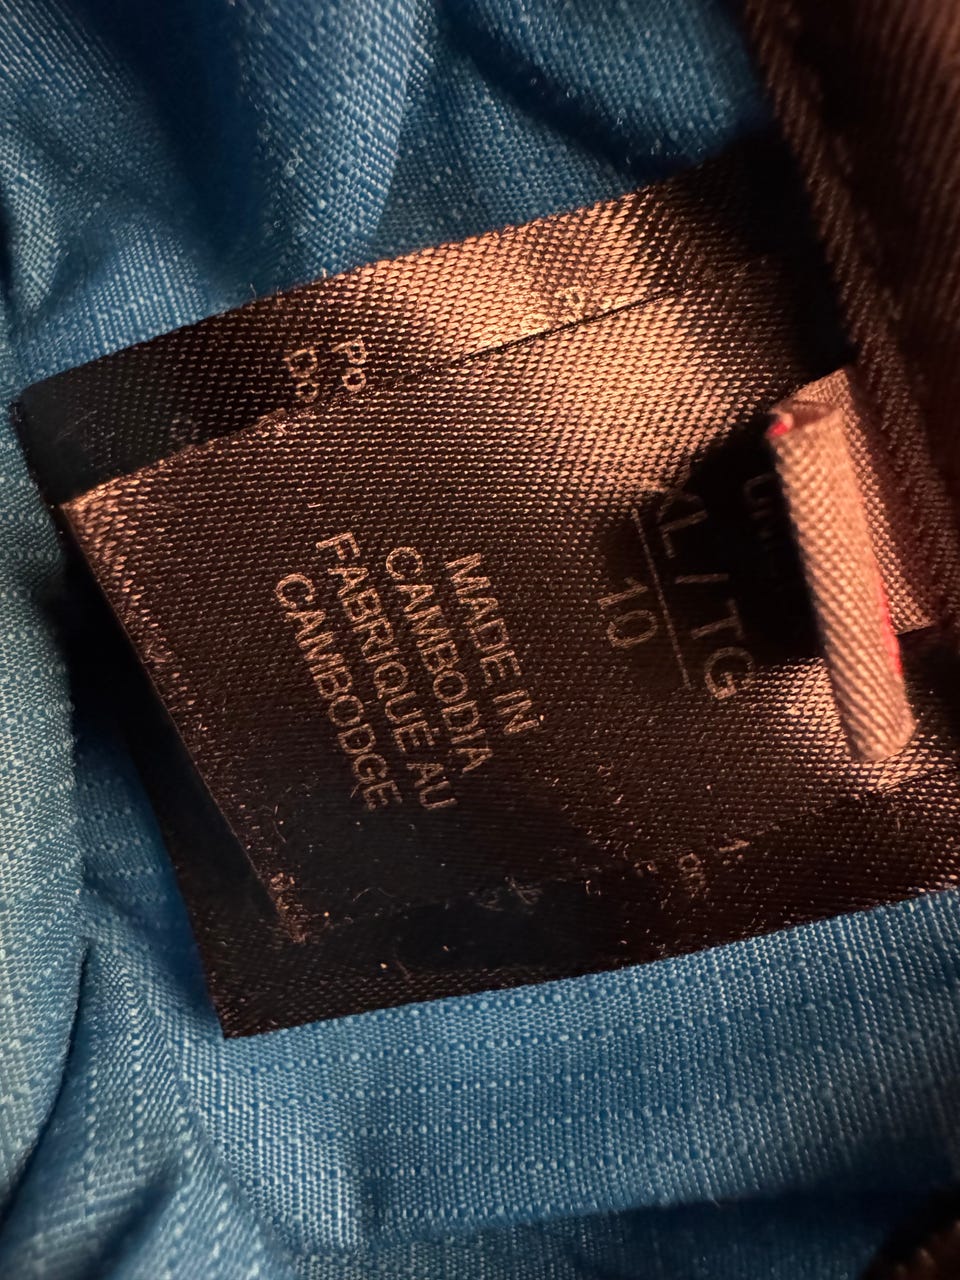 XL / TG
10
MADE IN
CAMBODIA
FABRIQUE AU
CAMBODGE